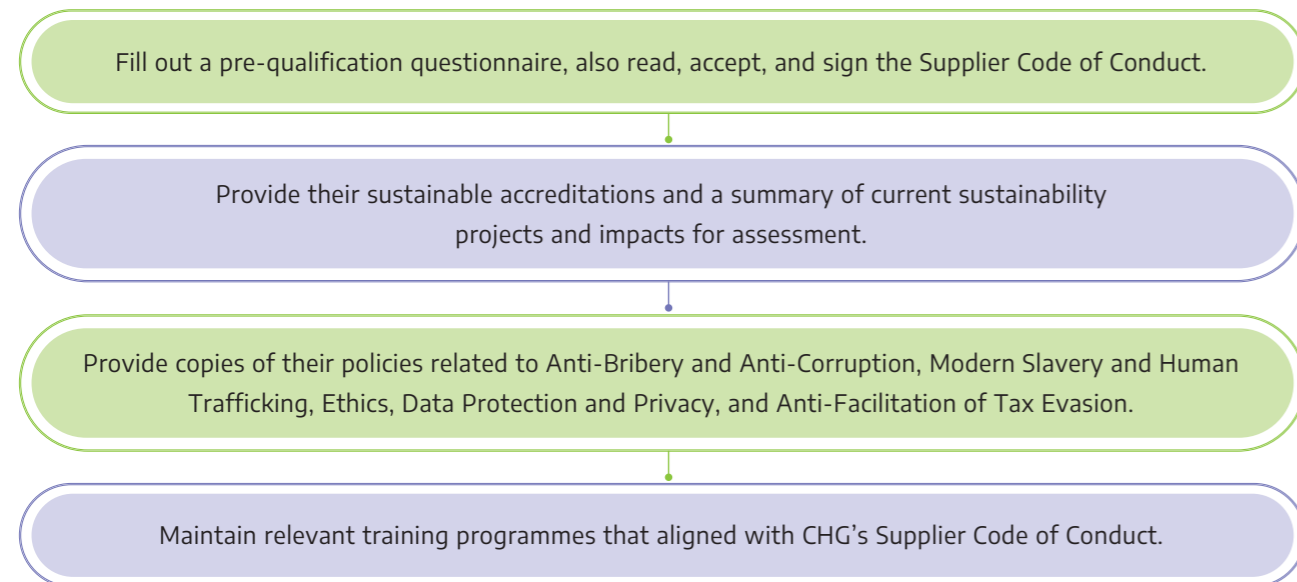 Fill out a pre-qualification questionnaire, also read, accept, and sign the Supplier Code of Conduct.
Provide their sustainable accreditations and a summary of current sustainability
projects and impacts for assessment.
Provide copies of their policies related to Anti-Bribery and Anti-Corruption, Modern Slavery and Human
Trafficking, Ethics, Data Protection and Privacy, and Anti-Facilitation of Tax Evasion.
Maintain relevant training programmes that aligned with CHG’s Supplier Code of Conduct.